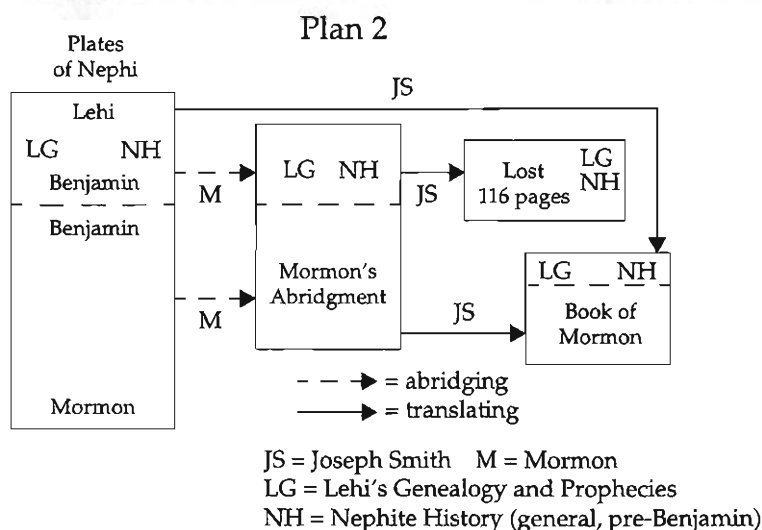 Plan 2
Plates
of Nephi
JS
Lehi
LG NH
Benjamin
M
LG NH
JS
Lost
116 pages
LG
NH
Benjamin
Mormon's
Abridgment
M
JS
LG NH
Book of
Mormon
Mormon
= abridging
= translating
JS = Joseph Smith M = Mormon
LG = Lehi's Genealogy and Prophecies
NH = Nephite History (general, pre-Benjamin)